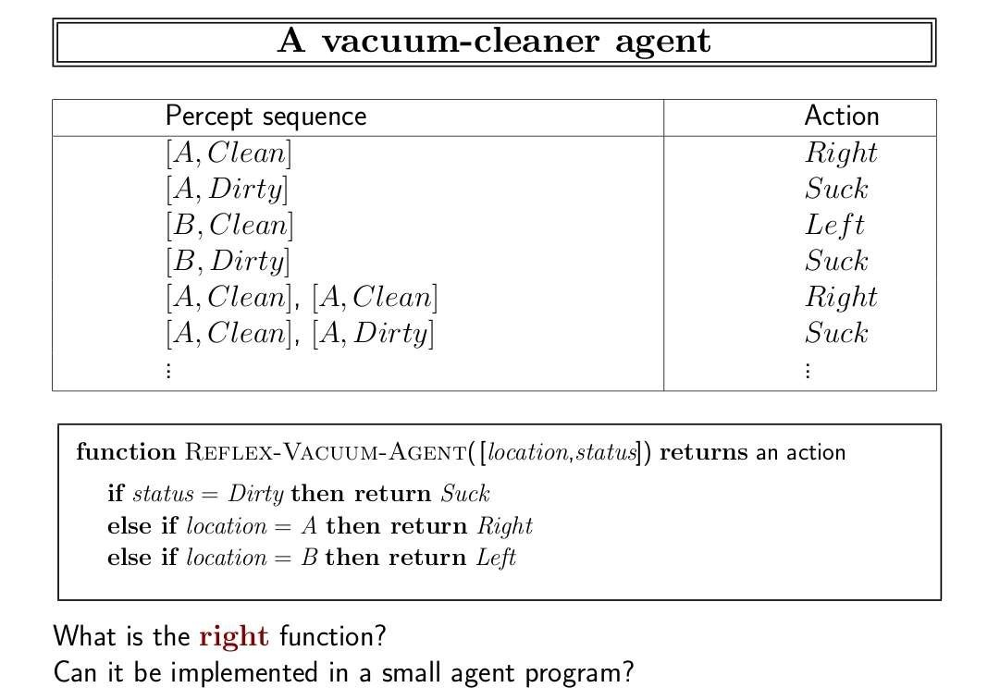 A vacuum-cleaner agent
Percept sequence Action
[A, Clean] Right
[A, Dirty] Suck
[B, Clean] Left
[B, Dirty] Suck
[A, Clean], [A, Clean] Right
[A, Clean], [A, Dirty] Suck
⋮ ⋮
function Reflex-Vacuum-Agent( [location,status]) returns an action
if status = Dirty then return Suck
else if location = A then return Right
else if location = B then return Left
What is the right function?
Can it be implemented in a small agent program?